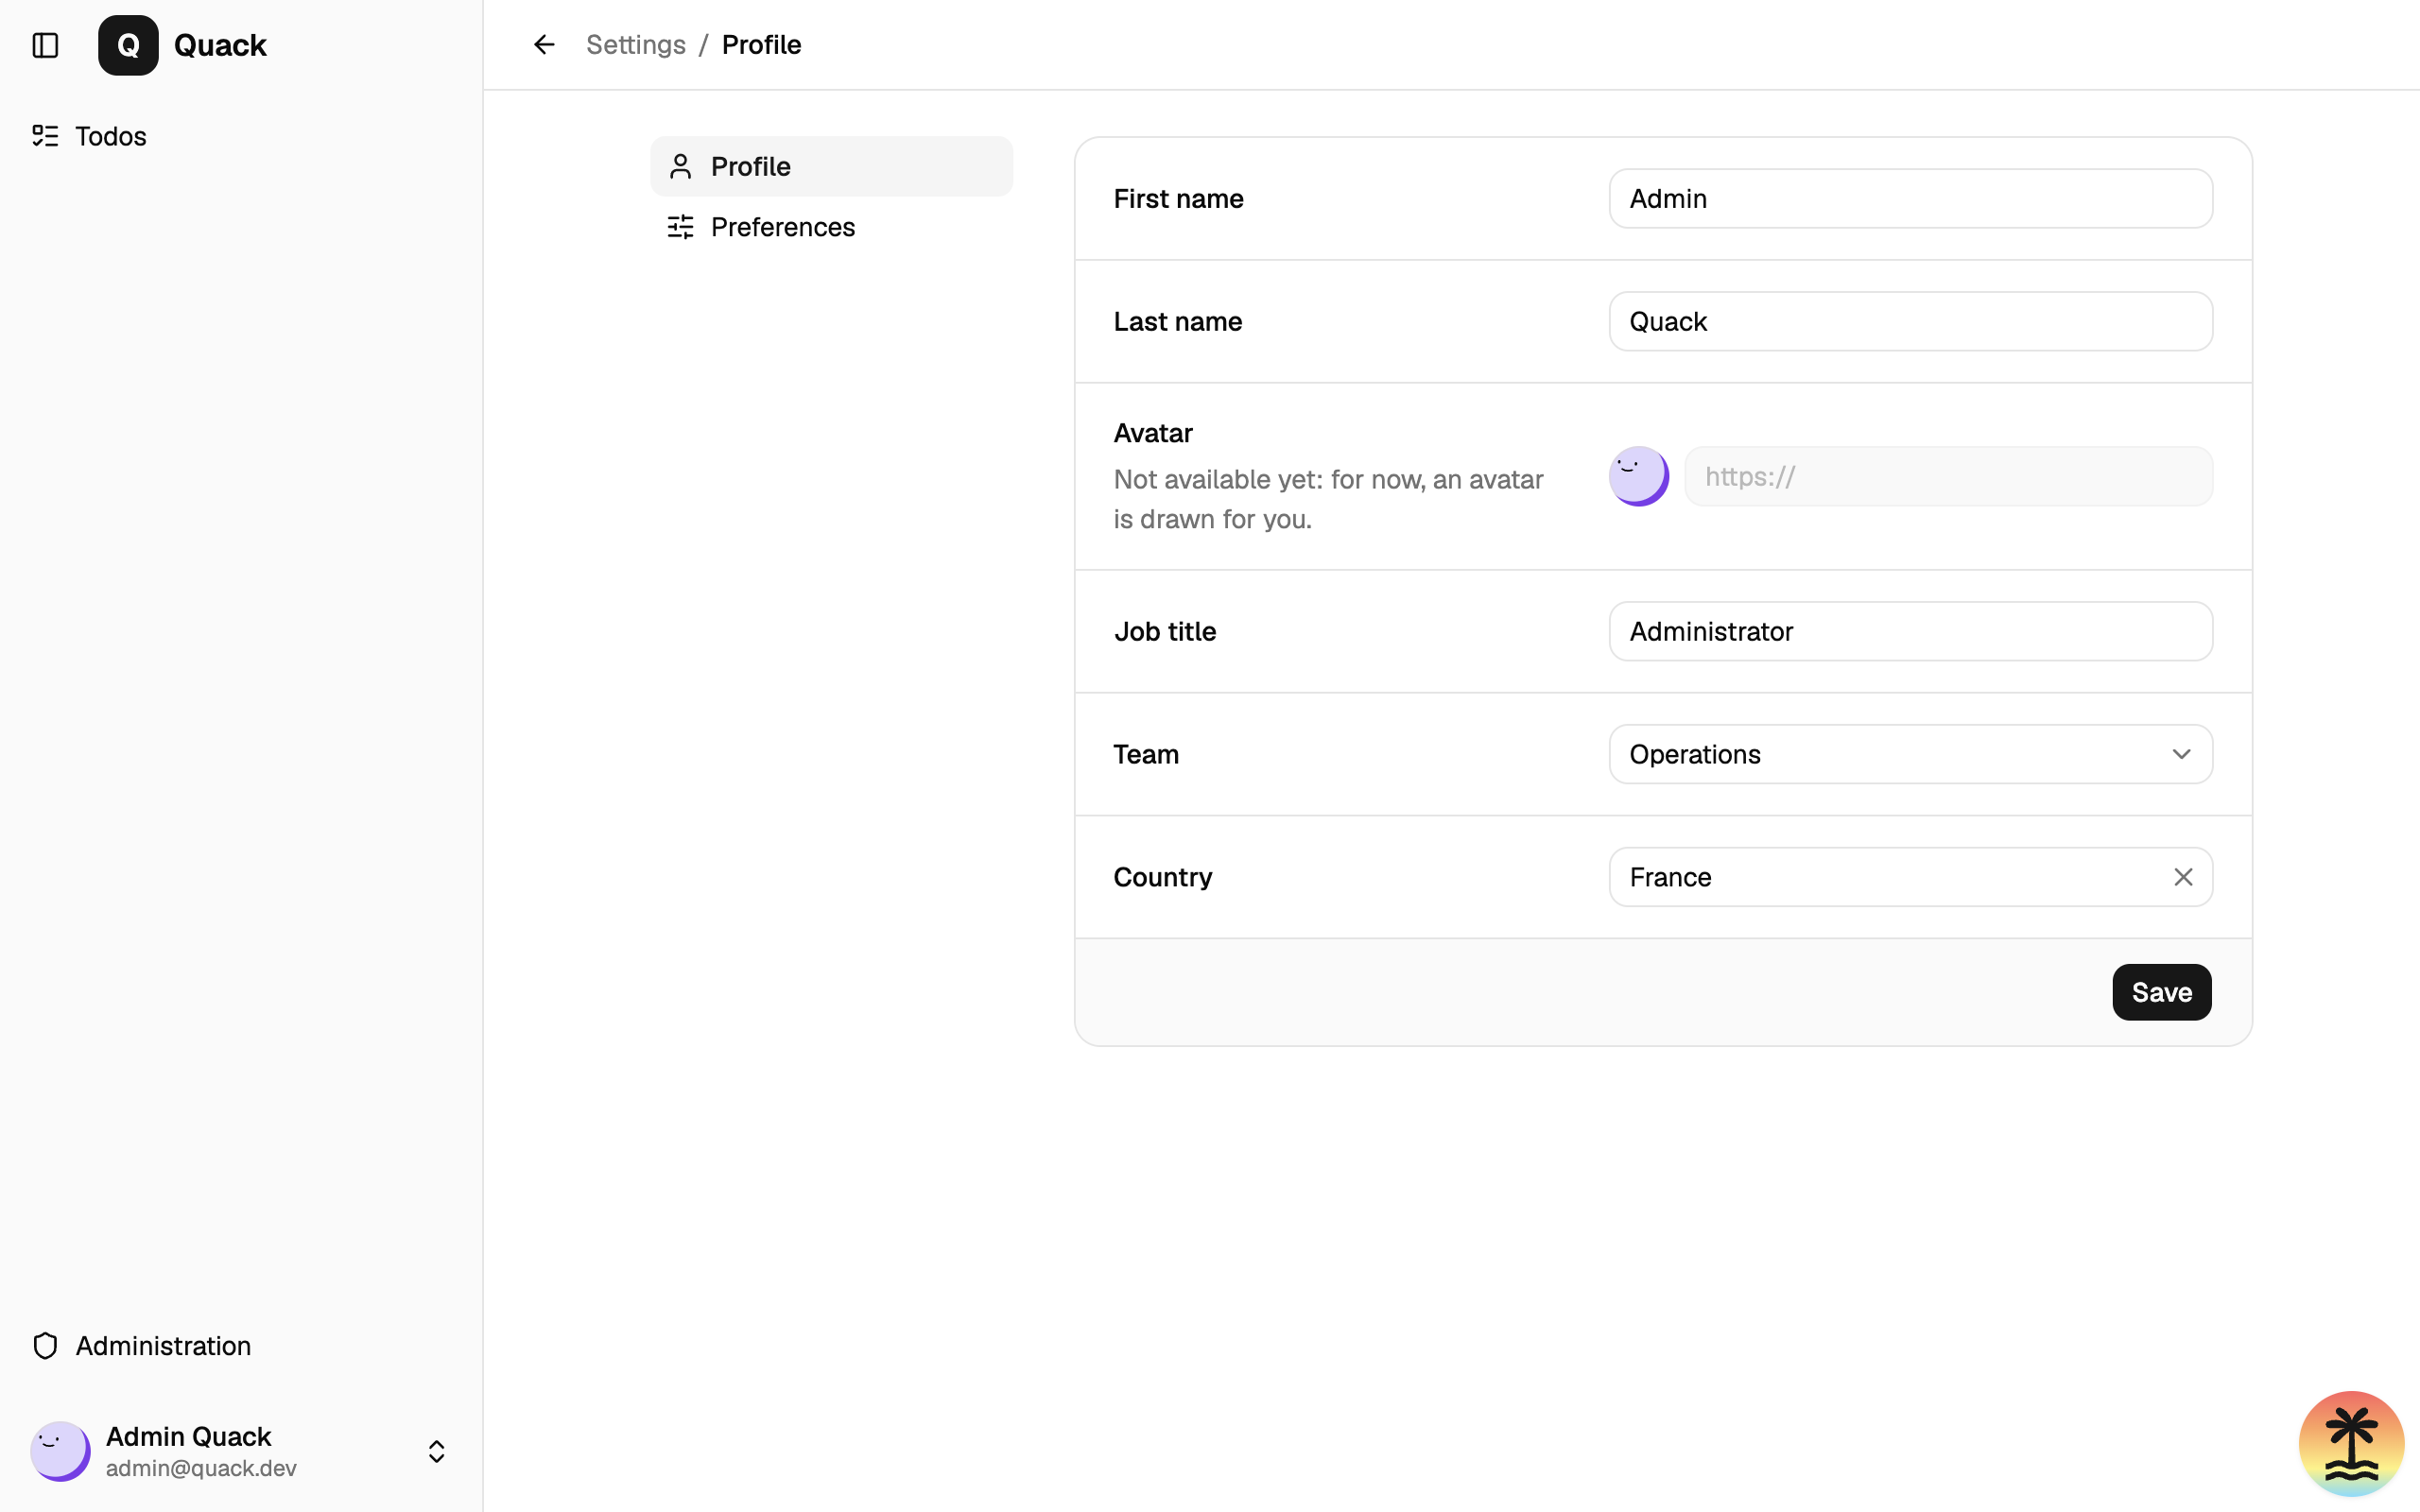 Q Quack
Todos
Settings / Profile
Profile
Preferences
First name
Admin
Last name
Quack
Avatar
Not available yet: for now, an avatar
is drawn for you.
https://
Job title
Administrator
Team
Operations
Country
France
Save
Administration
Admin Quack
admin@quack.dev